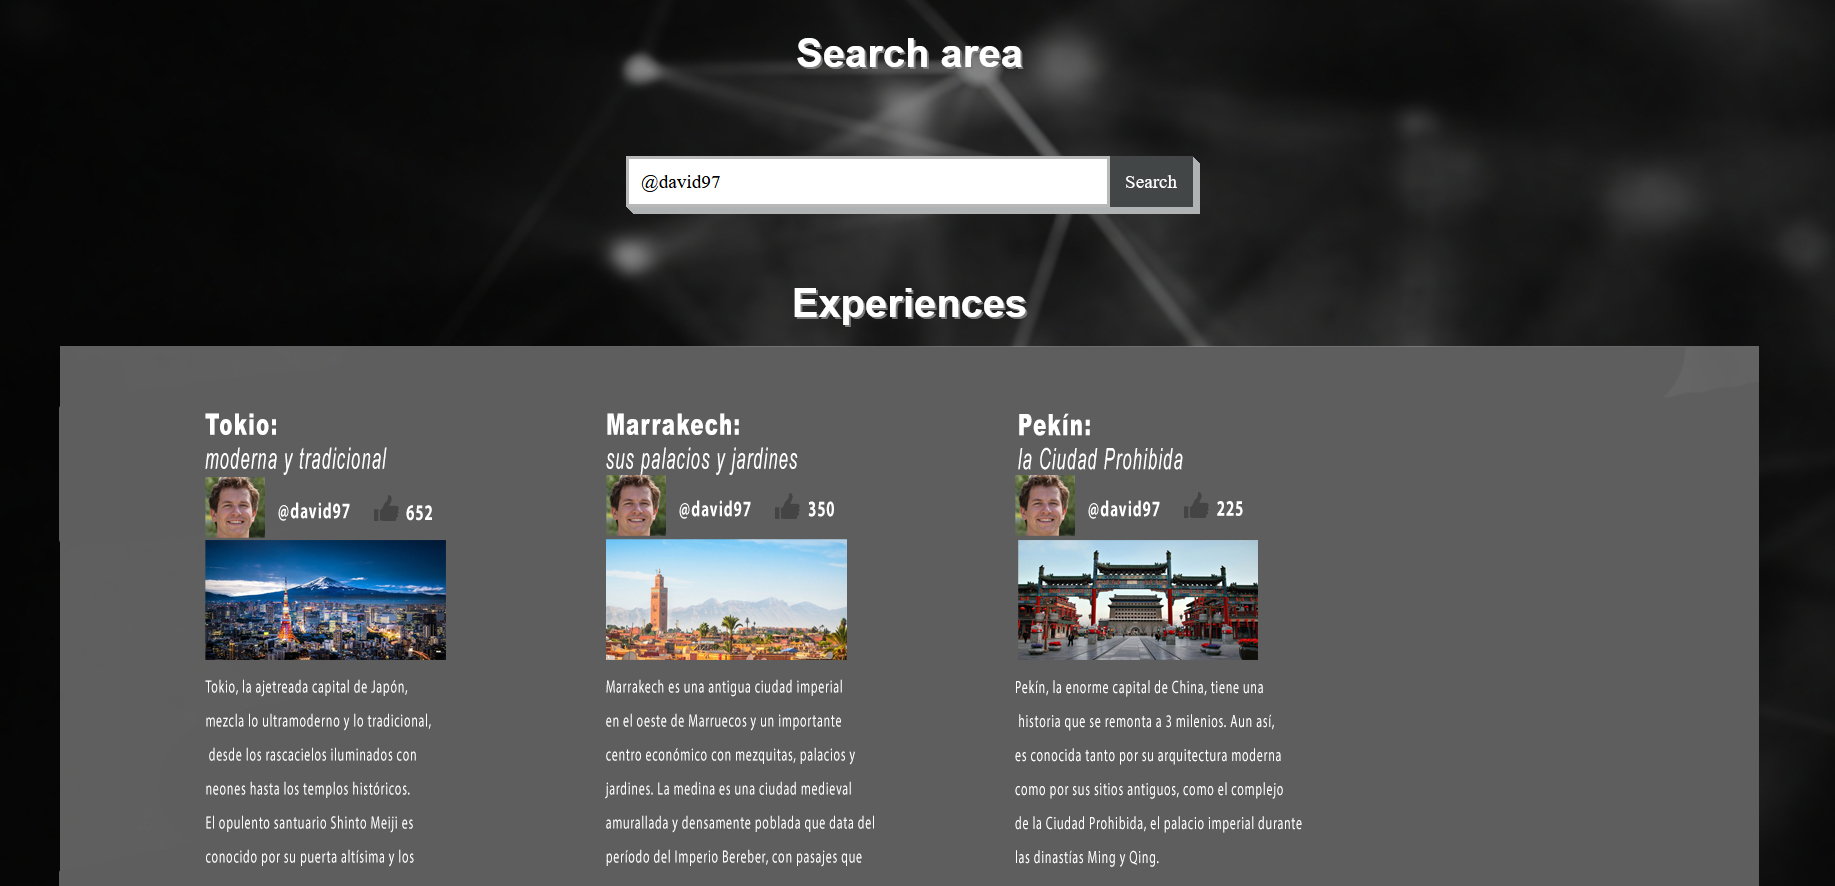 Search area
@david97
Search
Experiences
Tokio:
moderna y tradicional
@david97
652
Tokio, la ajetreada capital de Japón,
mezcla lo ultramoderno y lo tradicional,
desde los rascacielos iluminados con
neones hasta los templos históricos.
El opulento santuario Shinto Meiji es
conocido por su puerta altísima y los
Marrakech:
sus palacios y jardines
@david97
350
Marrakech es una antigua ciudad imperial
en el oeste de Marruecos y un importante
centro económico con mezquitas, palacios y
jardines. La medina es una ciudad medieval
amurallada y densamente poblada que data del
período del Imperio Bereber, con pasajes que
Pekín:
la Ciudad Prohibida
@david97
225
Pekín, la enorme capital de China, tiene una
historia que se remonta a 3 milenios. Aun así,
es conocida tanto por su arquitectura moderna
como por sus sitios antiguos, como el complejo
de la Ciudad Prohibida, el palacio imperial durante
las dinastías Ming y Qing.